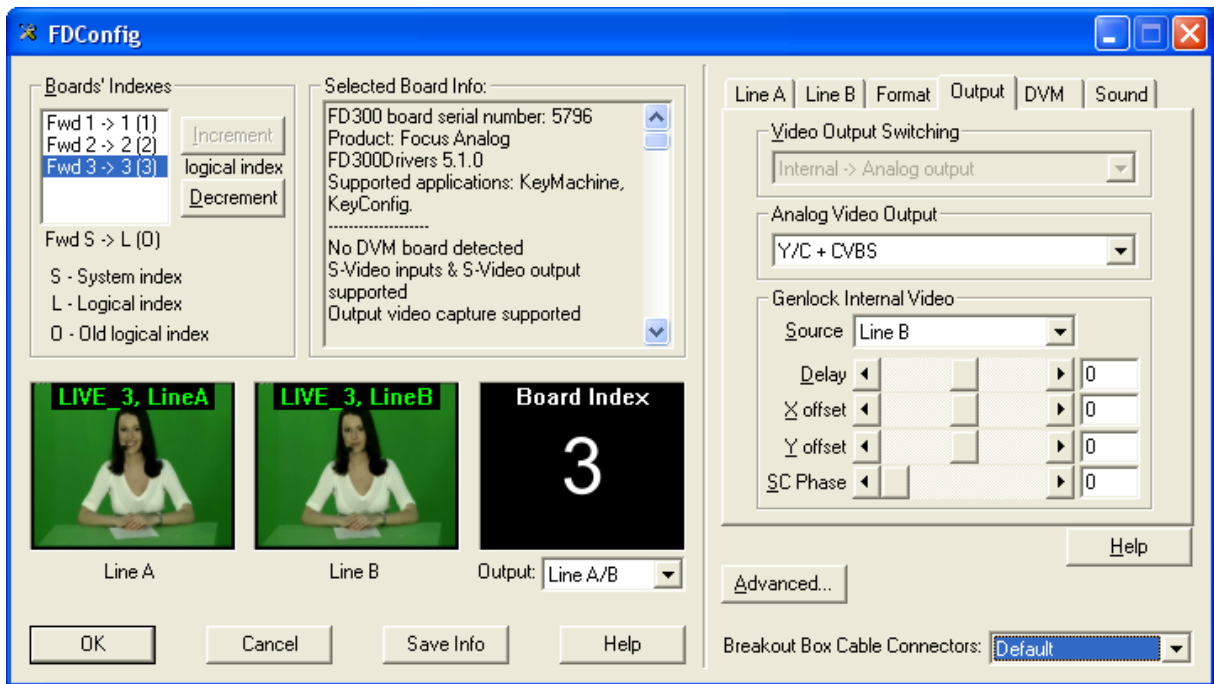 FDConfig
Boards' Indexes
Fwd 1 -> 1 (1)
Fwd 2 -> 2 (2)
Fwd 3 -> 3 (3)
Increment
logical index
Decrement
Fwd S -> L (O)
S - System index
L - Logical index
O - Old logical index
Selected Board Info:
FD300 board serial number: 5796
Product: Focus Analog
FD300Drivers 5.1.0
Supported applications: KeyMachine,
KeyConfig.
--------------------
No DVM board detected
S-Video inputs & S-Video output
supported
Output video capture supported
LIVE_3, LineA
LIVE_3, LineB
Board Index
3
Line A
Line B
Output: Line A/B
OK
Cancel
Save Info
Help
Line A
Line B
Format
Output
DVM
Sound
Video Output Switching
Internal -> Analog output
Analog Video Output
Y/C + CVBS
Genlock Internal Video
Source Line B
Delay 0
X offset 0
Y offset 0
SC Phase 0
Help
Advanced...
Breakout Box Cable Connectors: Default